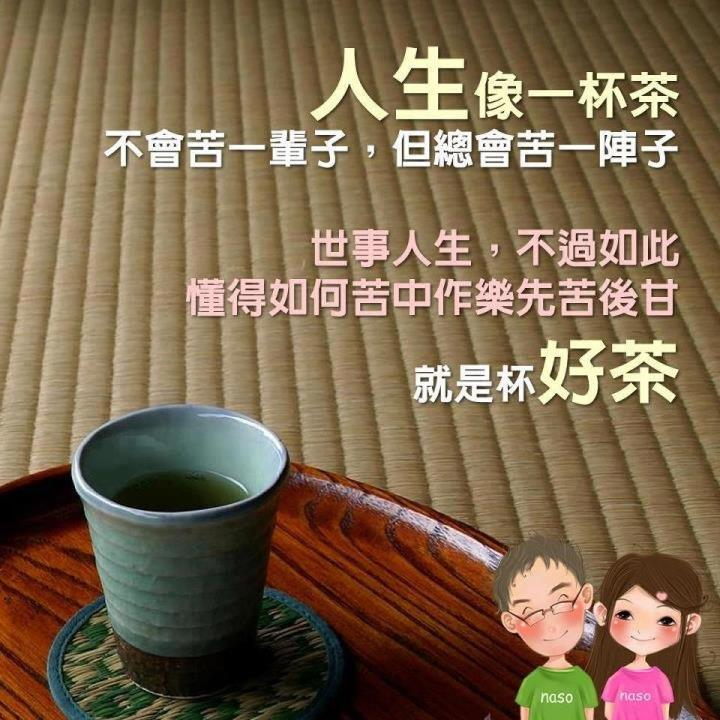 人生像一杯茶
不會苦一輩子，但總會苦一陣子
世事人生，不過如此
懂得如何苦中作樂先苦後甘
就是杯好茶
naso naso